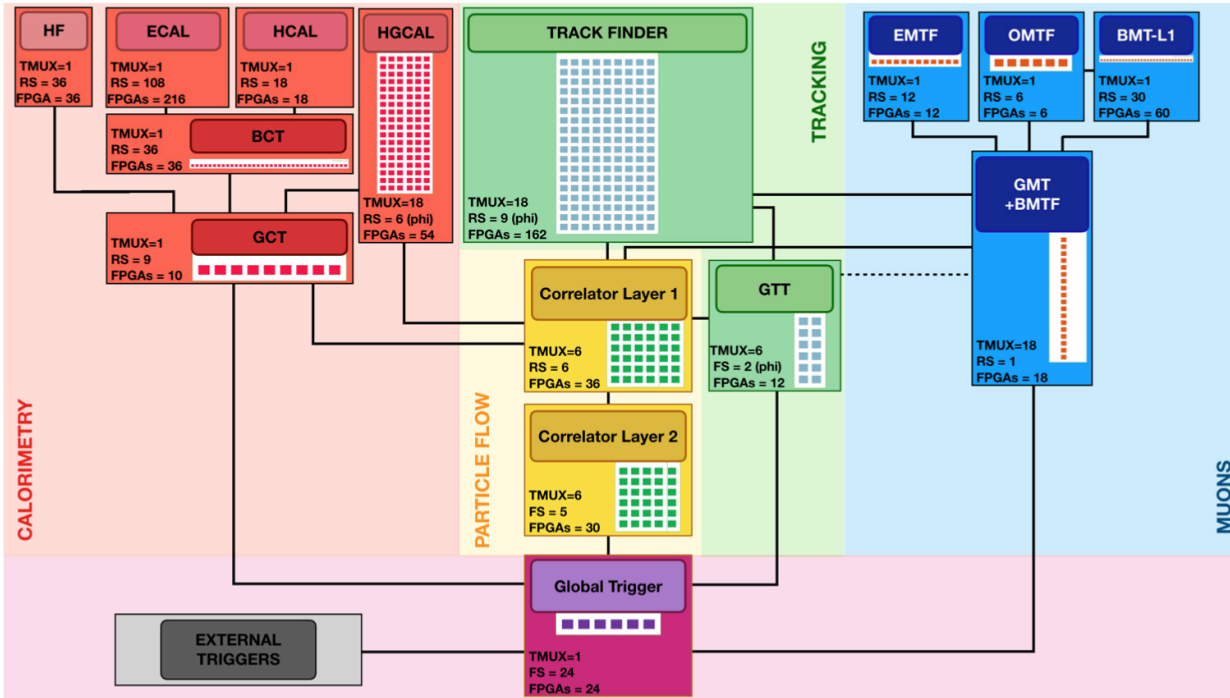 HF
TMUX=1
RS = 36
FPGA = 36
ECAL
TMUX=1
RS = 108
FPGAs = 216
HCAL
TMUX=1
RS = 18
FPGAs = 18
HGCAL
TMUX=18
RS = 6 (phi)
FPGAs = 54
BCT
TMUX=1
RS = 36
FPGAs = 36
GCT
TMUX=1
RS = 9
FPGAs = 10
CALORIMETRY
TRACK FINDER
TMUX=18
RS = 9 (phi)
FPGAs = 162
TRACKING
Correlator Layer 1
TMUX=6
RS = 6
FPGAs = 36
GTT
TMUX=6
FS = 2 (phi)
FPGAs = 12
Correlator Layer 2
TMUX=6
FS = 5
FPGAs = 30
PARTICLE FLOW
EMTF
TMUX=1
RS = 12
FPGAs = 12
OMTF
TMUX=1
RS = 6
FPGAs = 6
BMT-L1
TMUX=1
RS = 30
FPGAs = 60
GMT
+BMTF
TMUX=18
RS = 1
FPGAs = 18
MUONS
Global Trigger
TMUX=1
FS = 24
FPGAs = 24
EXTERNAL
TRIGGERS